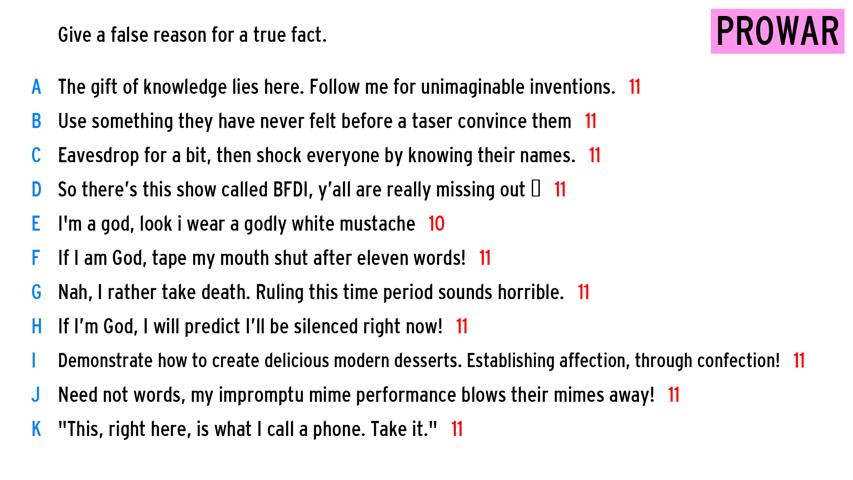 Give a false reason for a true fact.
PROWAR
A The gift of knowledge lies here. Follow me for unimaginable inventions. 11
B Use something they have never felt before a taser convince them 11
C Eavesdrop for a bit, then shock everyone by knowing their names. 11
D So there's this show called BFDI, y'all are really missing out ▯ 11
E I'm a god, look i wear a godly white mustache 10
F If I am God, tape my mouth shut after eleven words! 11
G Nah, I rather take death. Ruling this time period sounds horrible. 11
H If I'm God, I will predict I'll be silenced right now! 11
I Demonstrate how to create delicious modern desserts. Establishing affection, through confection! 11
J Need not words, my impromptu mime performance blows their mimes away! 11
K "This, right here, is what I call a phone. Take it." 11